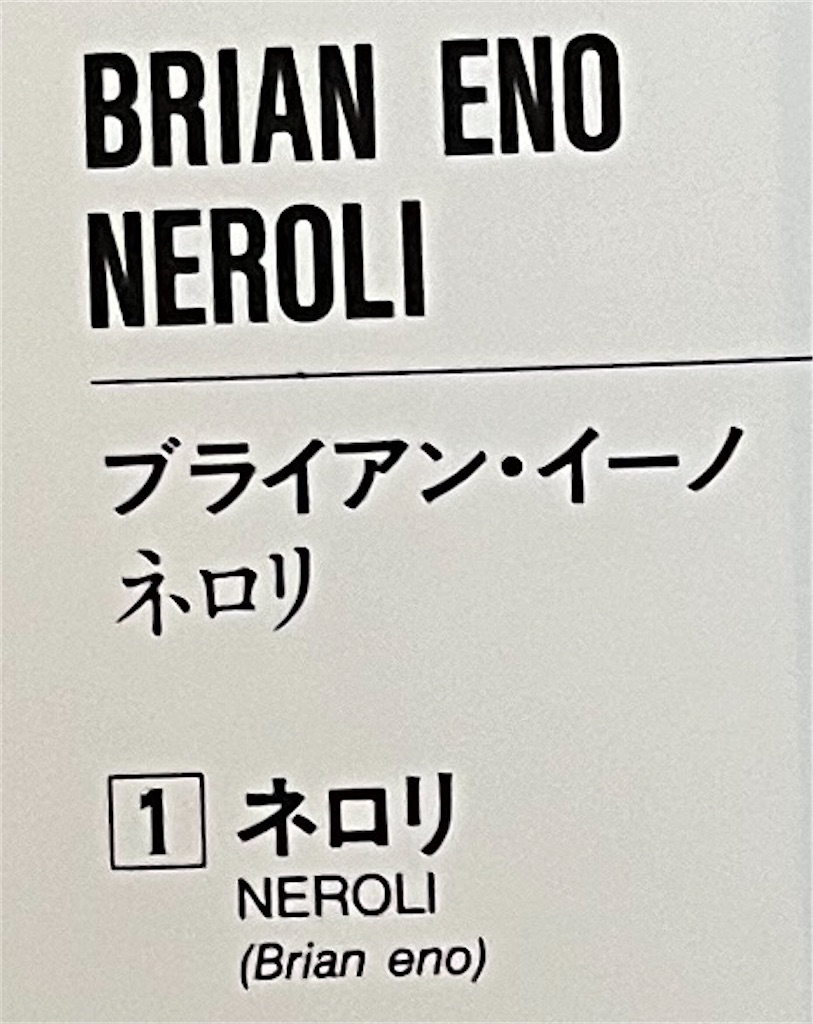 BRIAN ENO
NEROLI
ブライアン・イーノ
ネロリ
1 ネロリ
NEROLI
(Brian eno)